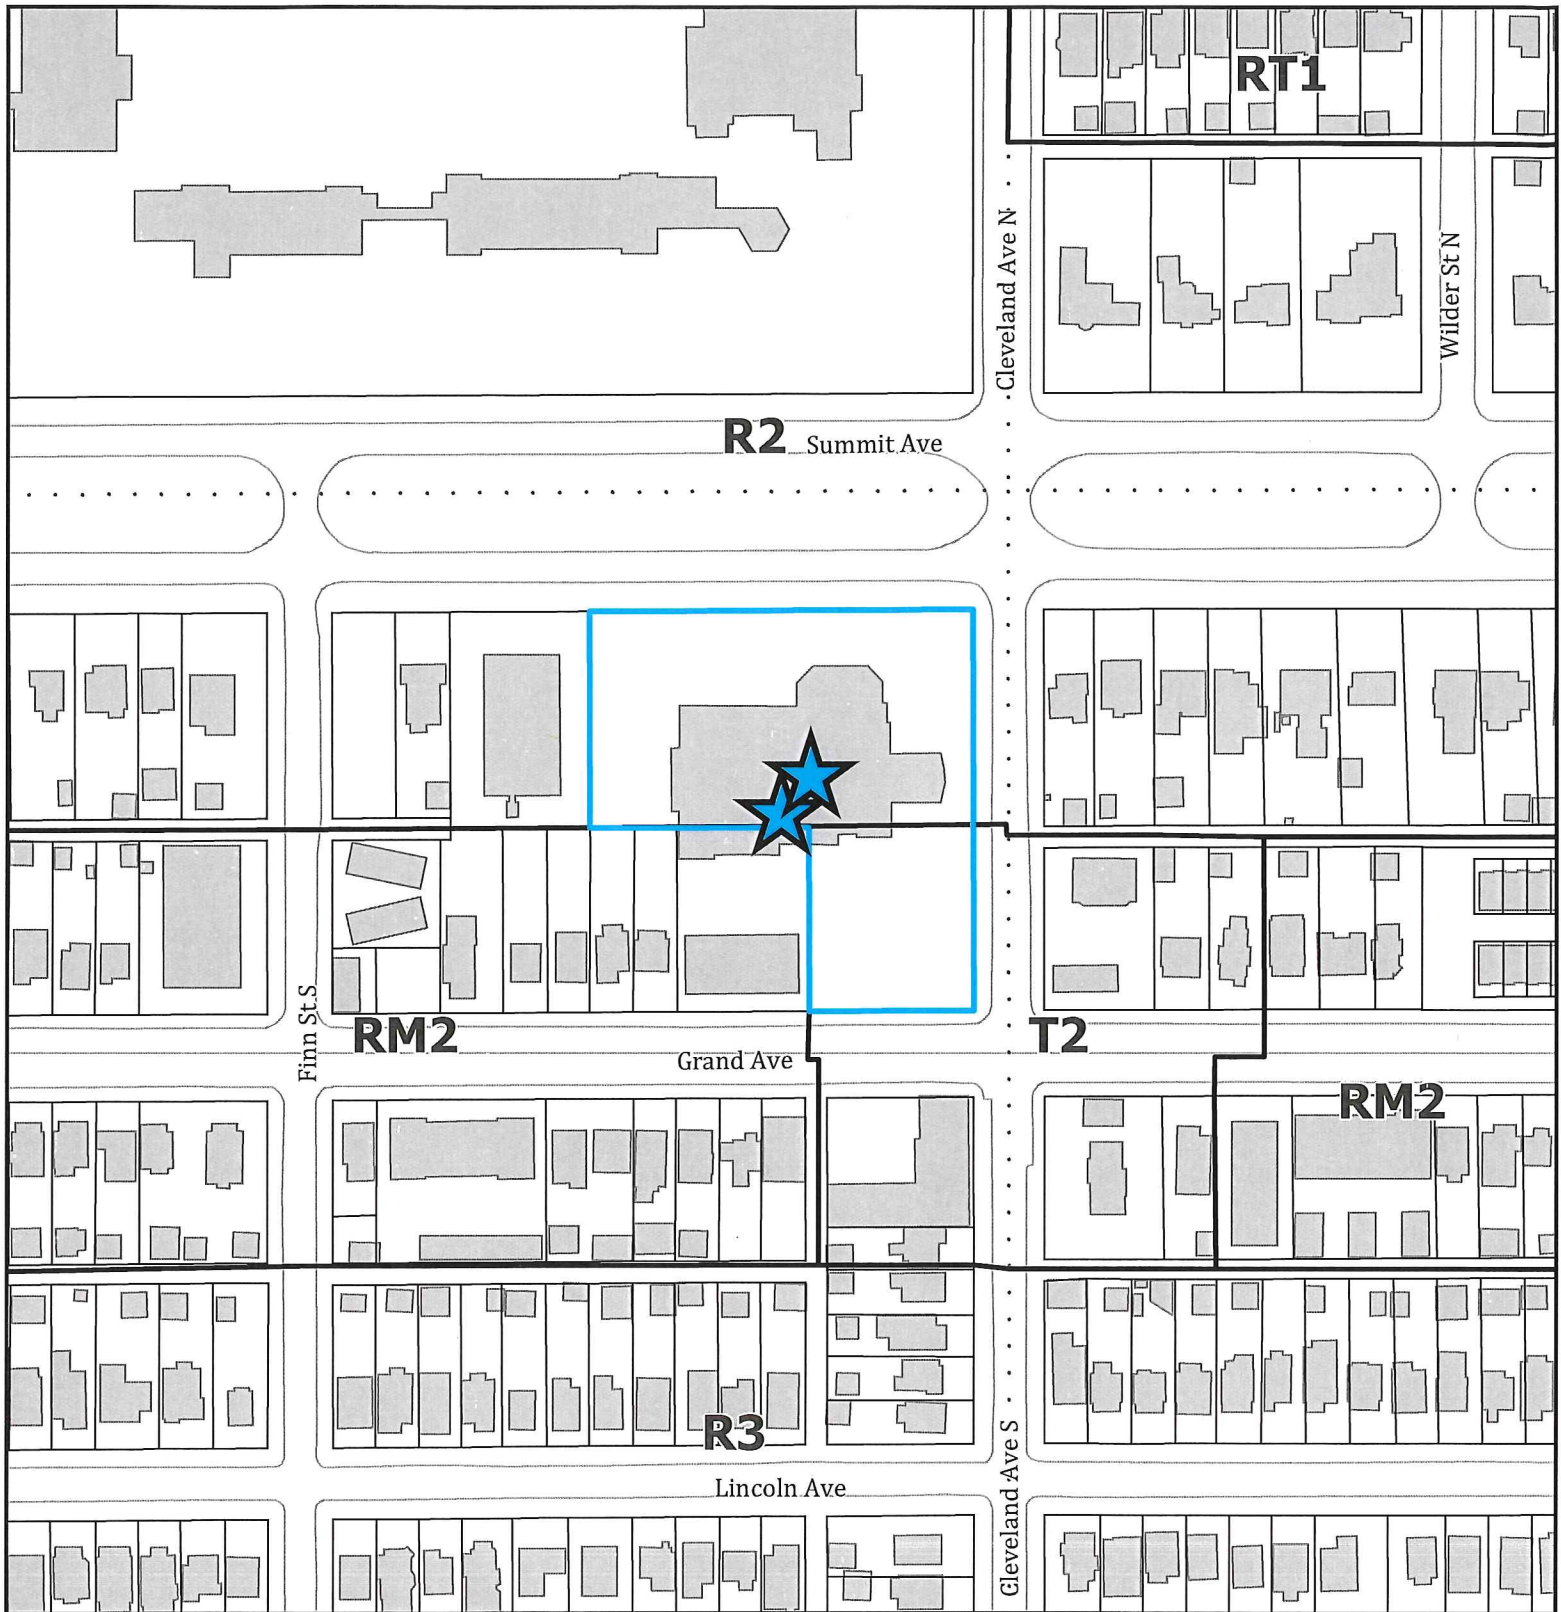 RT1
Cleveland Ave N
Wilder St N
R2
Summit Ave
Finn St S
RM2
T2
Grand Ave
RM2
R3
Cleveland Ave S
Lincoln Ave